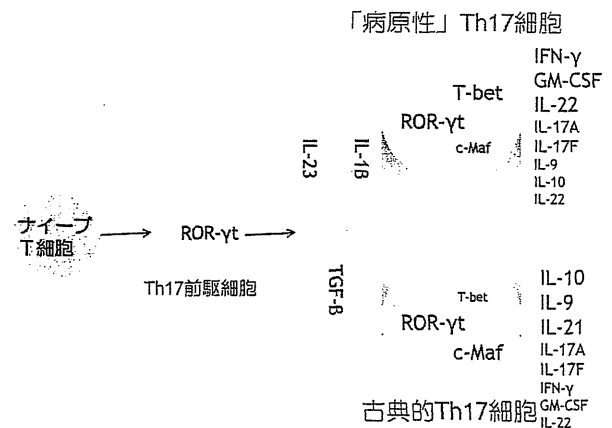 「病原性」Th17細胞
IFN-γ
GM-CSF
IL-22
IL-17A
IL-17F
IL-9
IL-10
IL-22
T-bet
ROR-γt
c-Maf
IL-23
IL-1β
ナイーブ
T細胞
ROR-γt
Th17前駆細胞
TGF-β
T-bet
ROR-γt
c-Maf
IL-10
IL-9
IL-21
IL-17A
IL-17F
IFN-γ
GM-CSF
IL-22
古典的Th17細胞